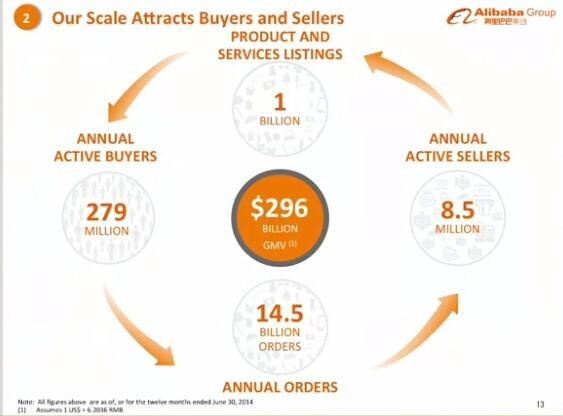 2
Our Scale Attracts Buyers and Sellers
Alibaba Group
阿里巴巴集团
PRODUCT AND
SERVICES LISTINGS
1
BILLION
ANNUAL
ACTIVE BUYERS
279
MILLION
$296
BILLION
GMV (1)
ANNUAL
ACTIVE SELLERS
8.5
MILLION
14.5
BILLION
ORDERS
ANNUAL ORDERS
Note: All figures above are as of, or for the twelve months ended June 30, 2014
(1) Assumes 1 US$ = 6.2036 RMB
13